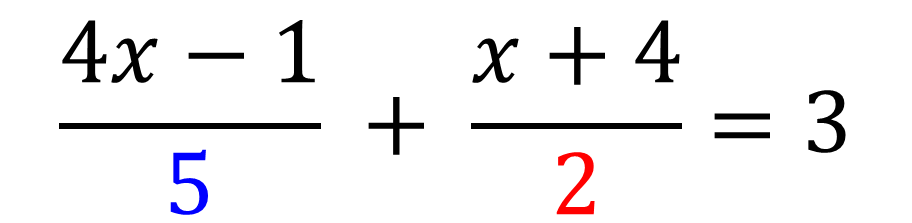 4x − 1 x + 4
+ = 3
5 2